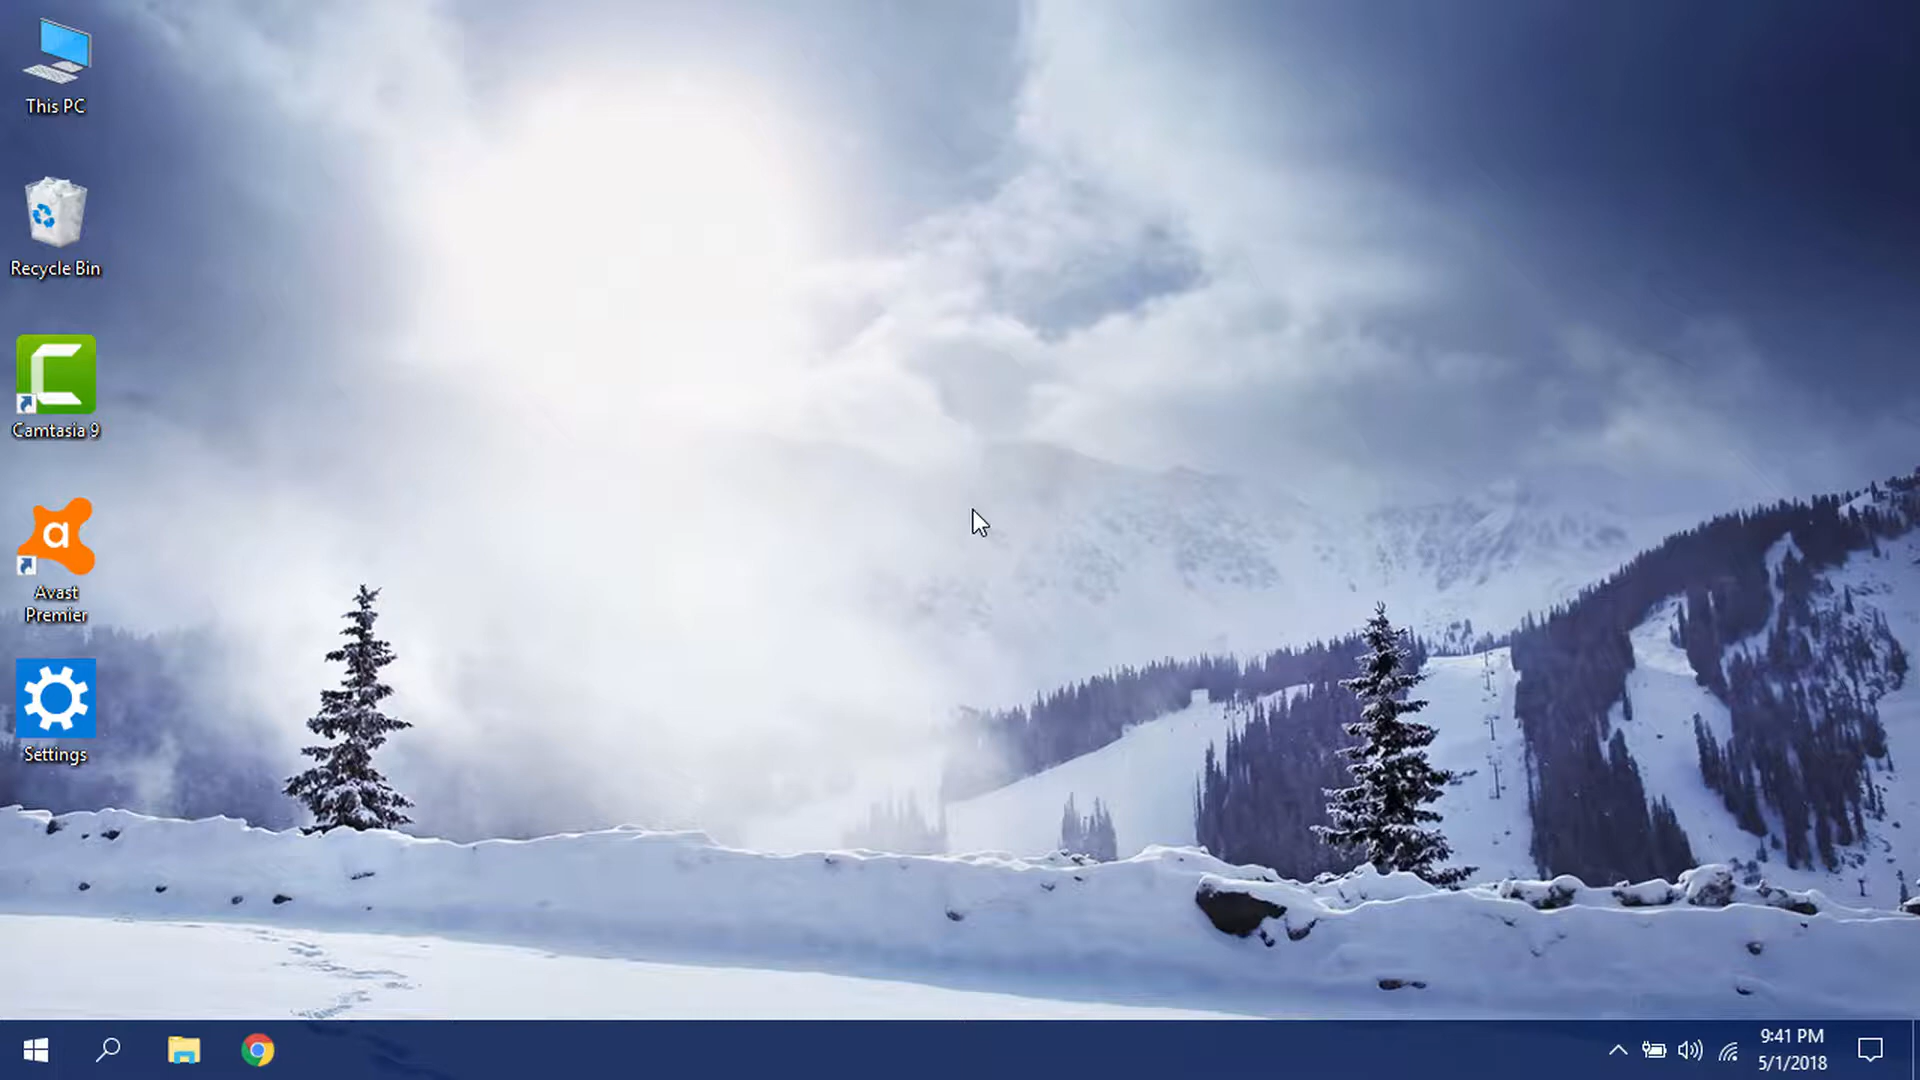 This PC
Recycle Bin
Camtasia 9
Avast
Premier
Settings
9:41 PM
5/1/2018